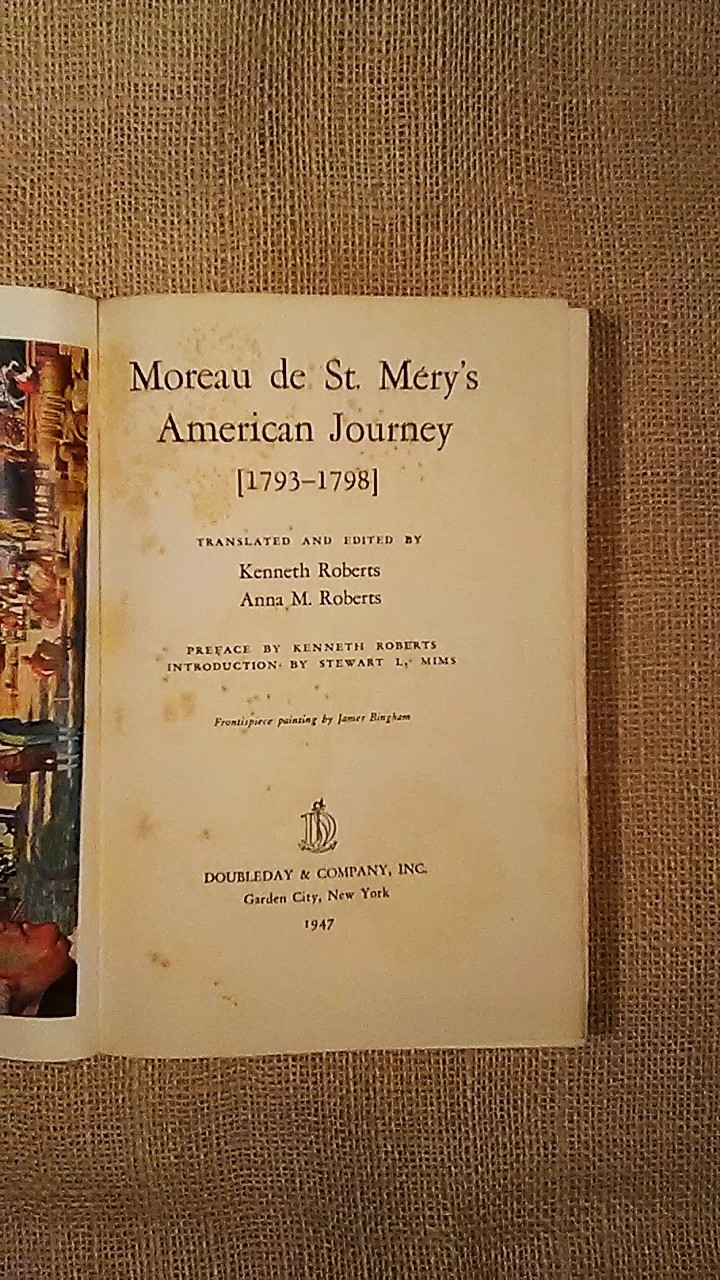 Moreau de St. Méry's
American Journey
[1793–1798]
TRANSLATED AND EDITED BY
Kenneth Roberts
Anna M. Roberts
PREFACE BY KENNETH ROBERTS
INTRODUCTION BY STEWART L. MIMS
Frontispiece painting by James Bingham
DOUBLEDAY & COMPANY, INC.
Garden City, New York
1947